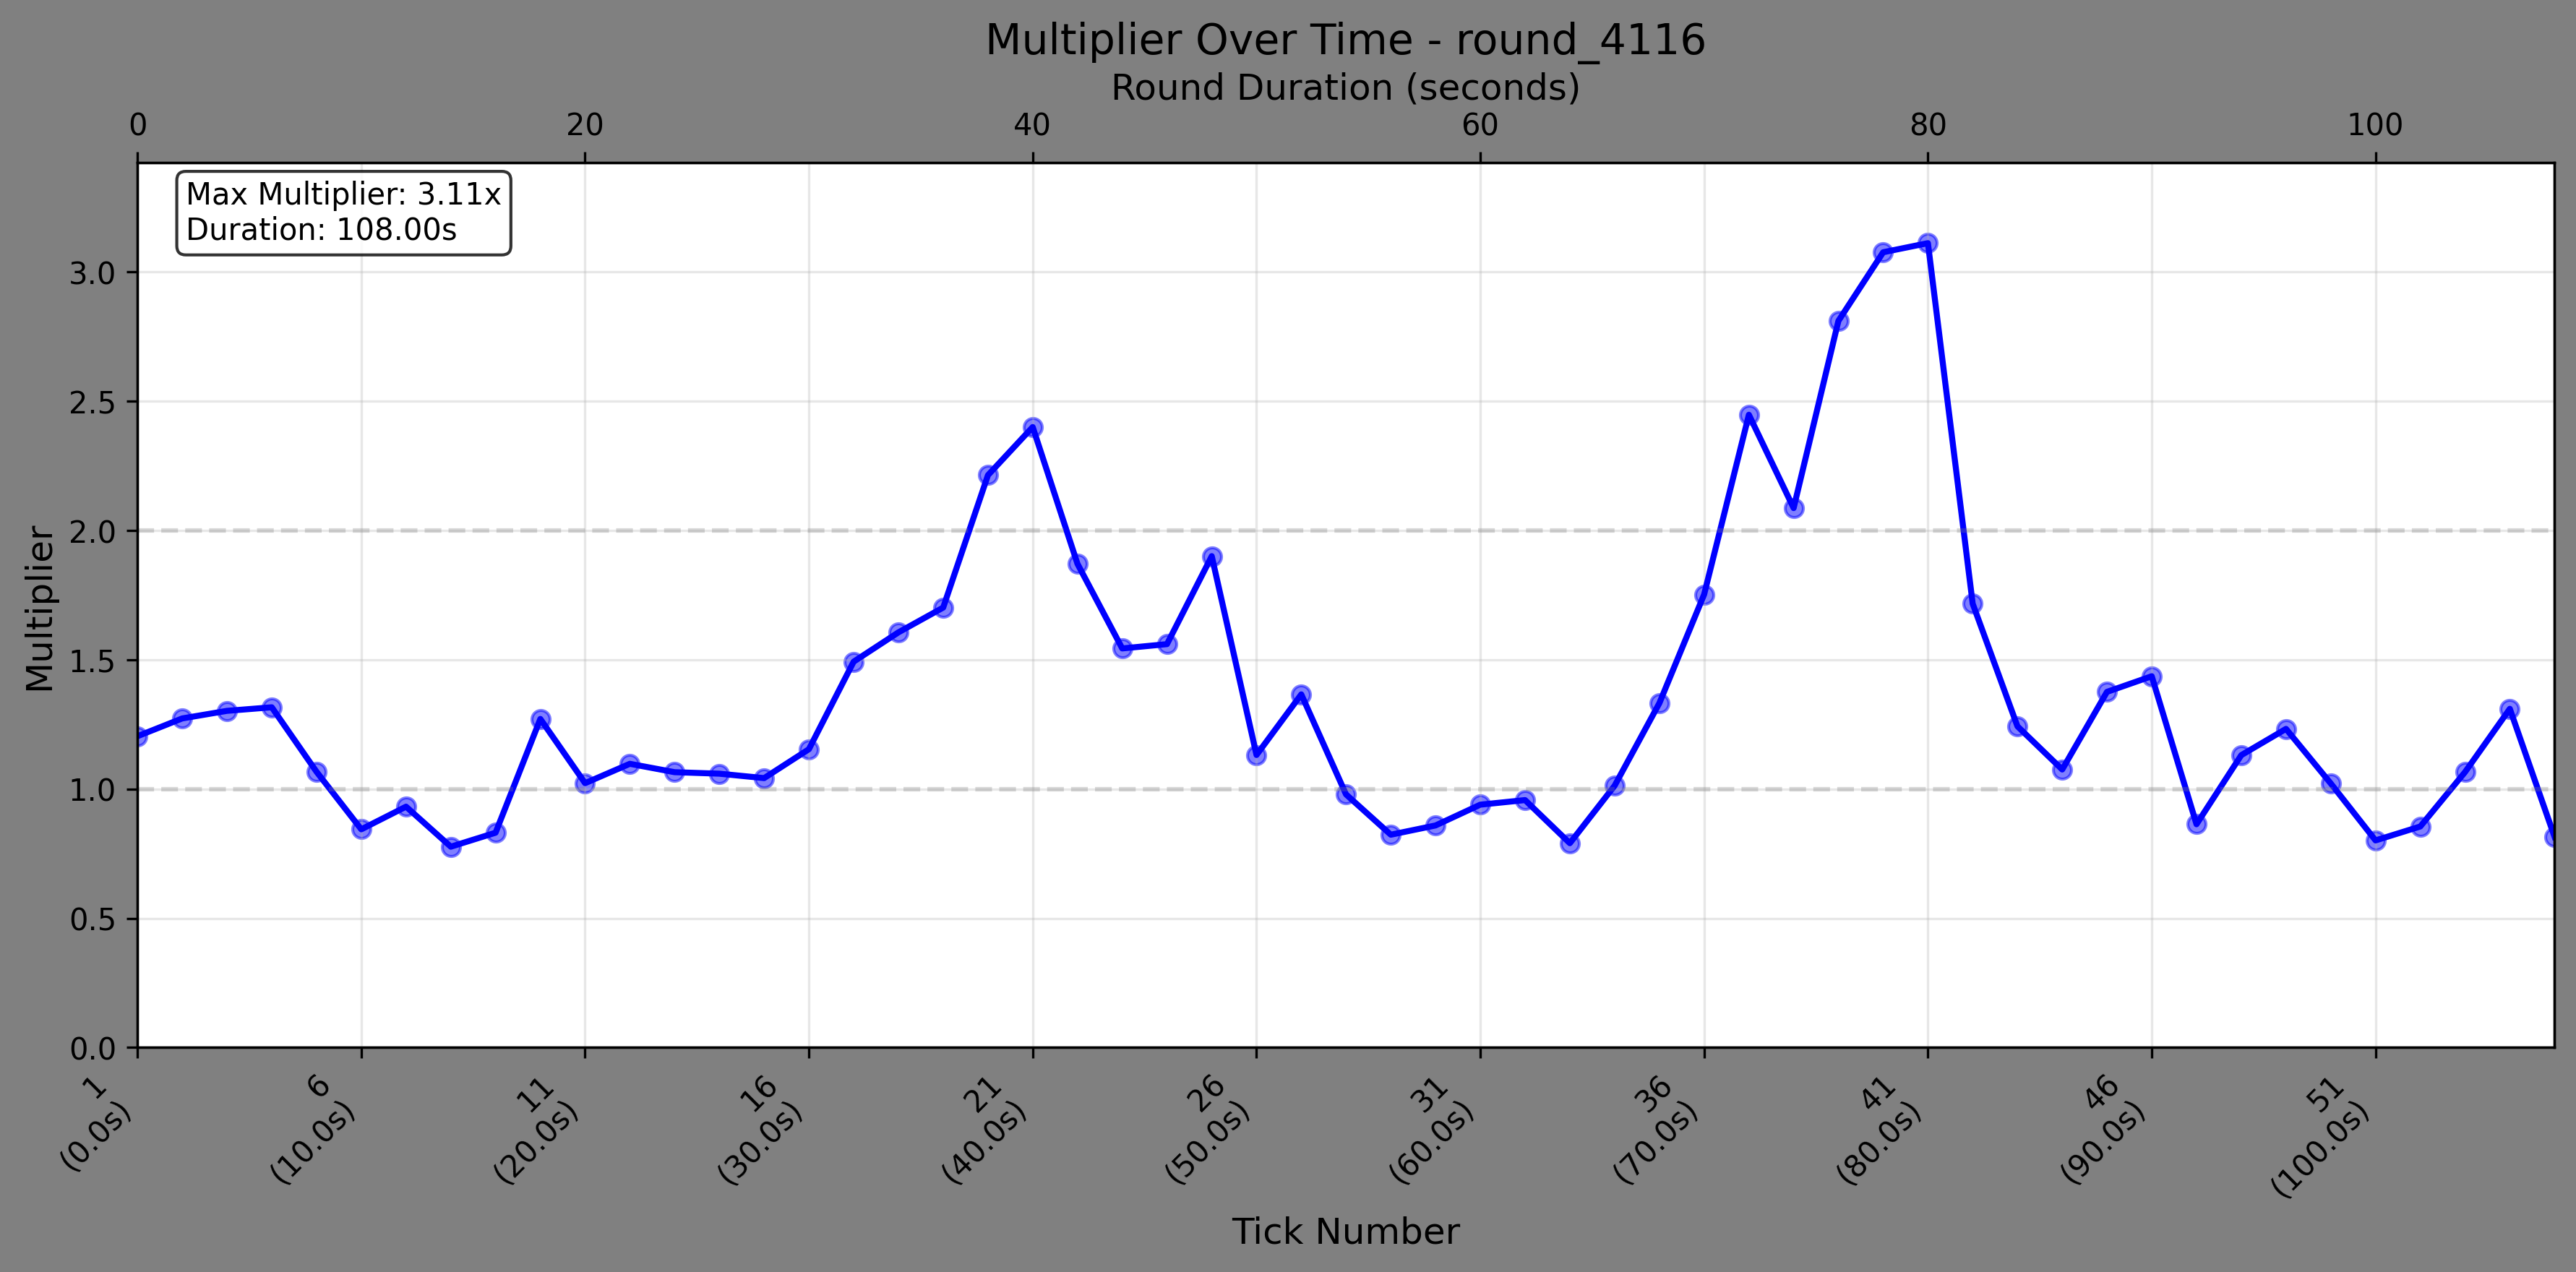 Multiplier Over Time - round_4116
Round Duration (seconds)
0 20 40 60 80 100
Max Multiplier: 3.11x
Duration: 108.00s
Multiplier
3.0
2.5
2.0
1.5
1.0
0.5
0.0
1 6 11 16 21 26 31 36 41 46 51
(0.0s) (10.0s) (20.0s) (30.0s) (40.0s) (50.0s) (60.0s) (70.0s) (80.0s) (90.0s) (100.0s)
Tick Number